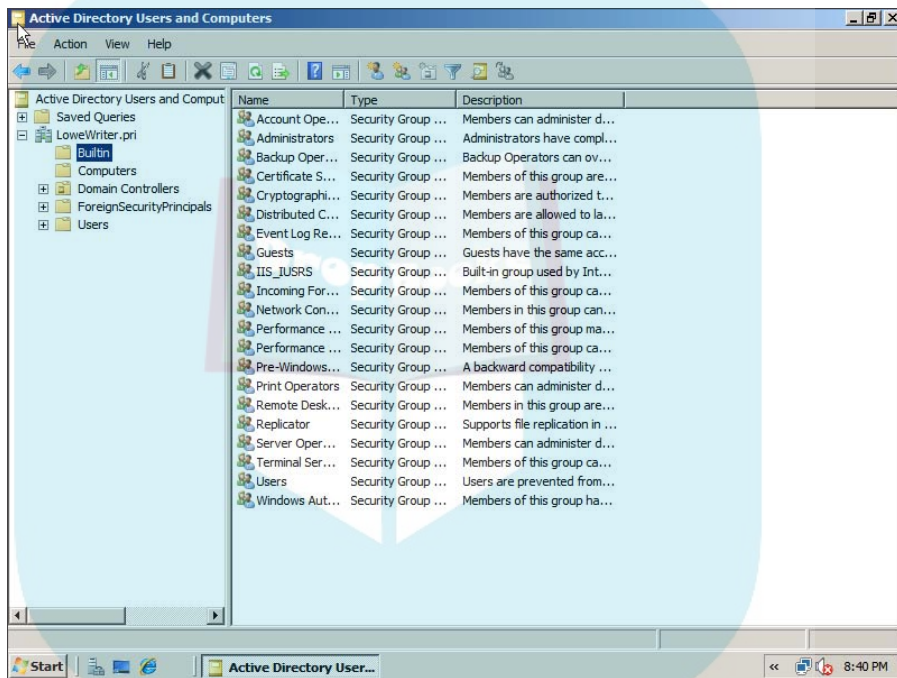 Active Directory Users and Computers
File Action View Help
Active Directory Users and Comput
Saved Queries
LoweWriter.pri
Builtin
Computers
Domain Controllers
ForeignSecurityPrincipals
Users
Name Type Description
Account Ope... Security Group ... Members can administer d...
Administrators Security Group ... Administrators have compl...
Backup Oper... Security Group ... Backup Operators can ov...
Certificate S... Security Group ... Members of this group are...
Cryptographi... Security Group ... Members are authorized t...
Distributed C... Security Group ... Members are allowed to la...
Event Log Re... Security Group ... Members of this group ca...
Guests Security Group ... Guests have the same acc...
IIS_IUSRS Security Group ... Built-in group used by Int...
Incoming For... Security Group ... Members of this group ca...
Network Con... Security Group ... Members in this group can...
Performance ... Security Group ... Members of this group ma...
Performance ... Security Group ... Members of this group ca...
Pre-Windows... Security Group ... A backward compatibility ...
Print Operators Security Group ... Members can administer d...
Remote Desk... Security Group ... Members in this group are...
Replicator Security Group ... Supports file replication in ...
Server Oper... Security Group ... Members can administer d...
Terminal Ser... Security Group ... Members of this group ca...
Users Security Group ... Users are prevented from...
Windows Aut... Security Group ... Members of this group ha...
Start Active Directory User... « 8:40 PM